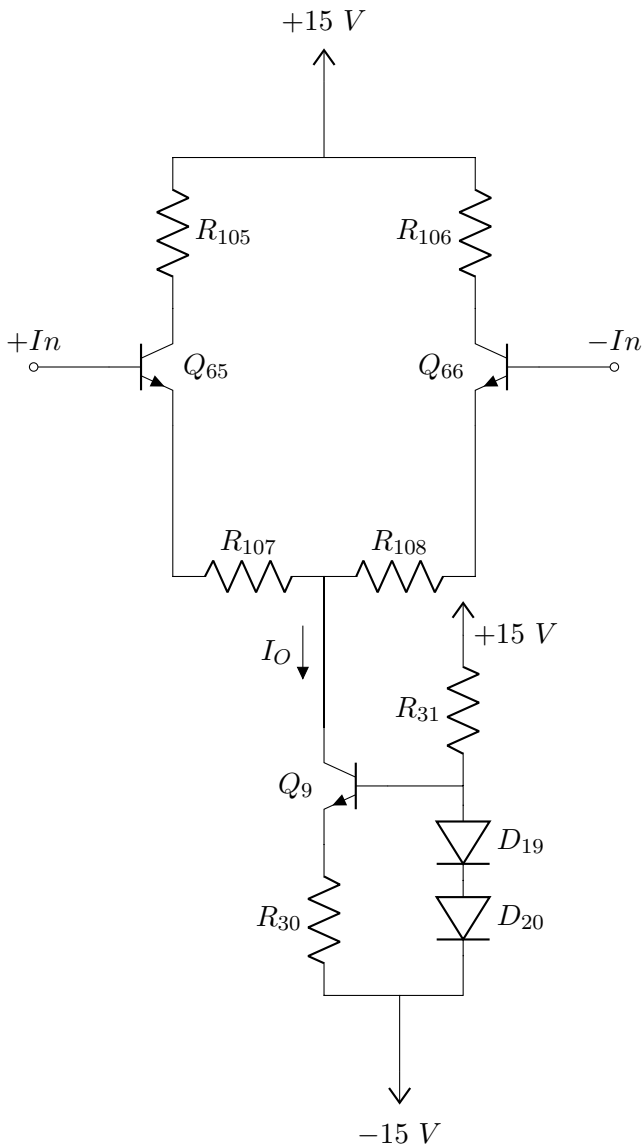 +15 V
R105
R106
+In
Q65
Q66
−In
R107
R108
IO
+15 V
R31
Q9
D19
R30
D20
−15 V